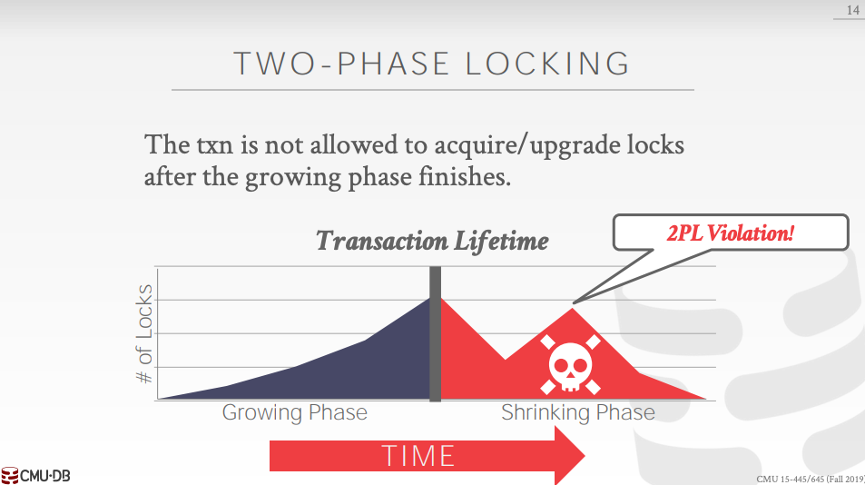 14
TWO-PHASE LOCKING
The txn is not allowed to acquire/upgrade locks
after the growing phase finishes.
Transaction Lifetime
2PL Violation!
# of Locks
Growing Phase
Shrinking Phase
TIME
CMU·DB
CMU 15-445/645 (Fall 2019)